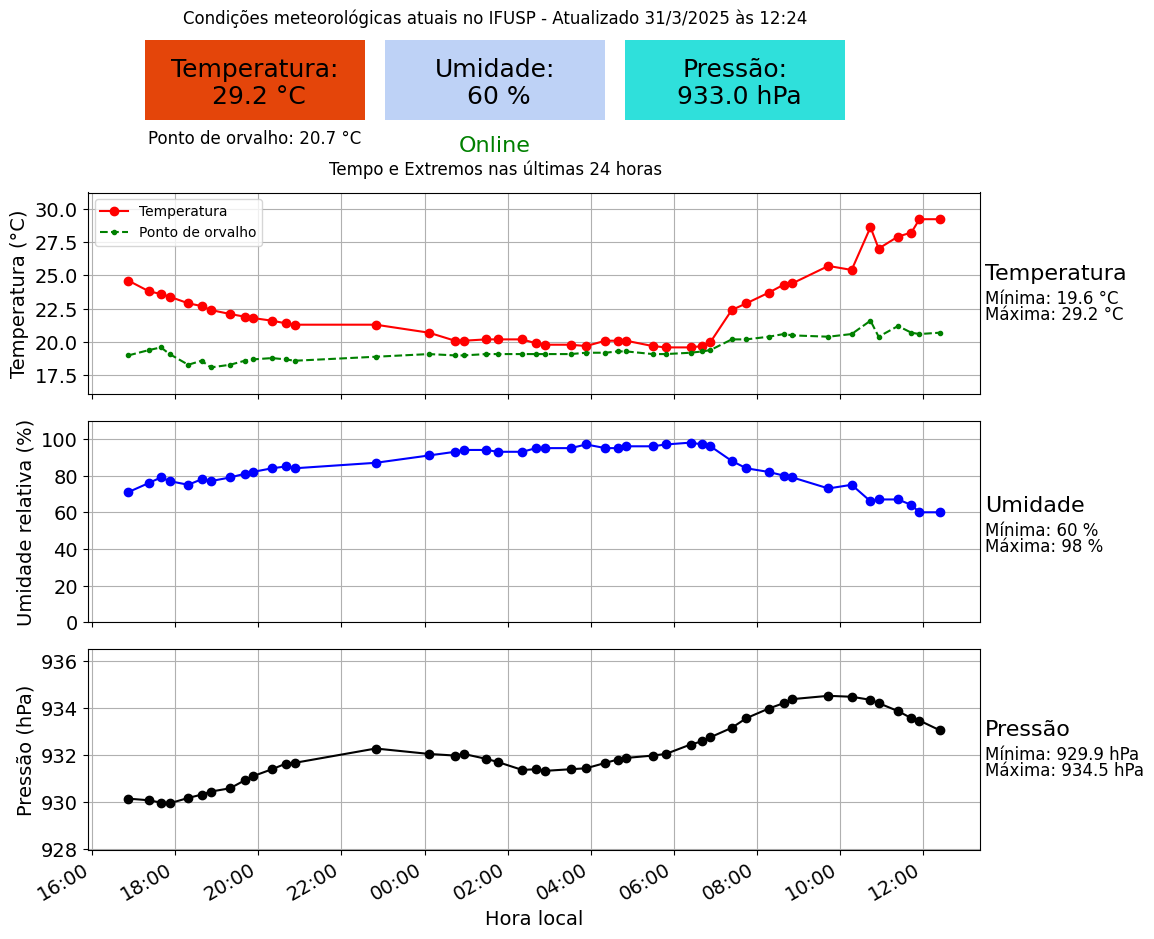 Condições meteorológicas atuais no IFUSP - Atualizado 31/3/2025 às 12:24
Temperatura:
29.2 °C
Umidade:
60 %
Pressão:
933.0 hPa
Ponto de orvalho: 20.7 °C
Online
Tempo e Extremos nas últimas 24 horas
Temperatura (°C)
30.0
27.5
25.0
22.5
20.0
17.5
Temperatura
Ponto de orvalho
Temperatura
Mínima: 19.6 °C
Máxima: 29.2 °C
Umidade relativa (%)
100
80
60
40
20
0
Umidade
Mínima: 60 %
Máxima: 98 %
Pressão (hPa)
936
934
932
930
928
Pressão
Mínima: 929.9 hPa
Máxima: 934.5 hPa
16:00
18:00
20:00
22:00
00:00
02:00
04:00
06:00
08:00
10:00
12:00
Hora local